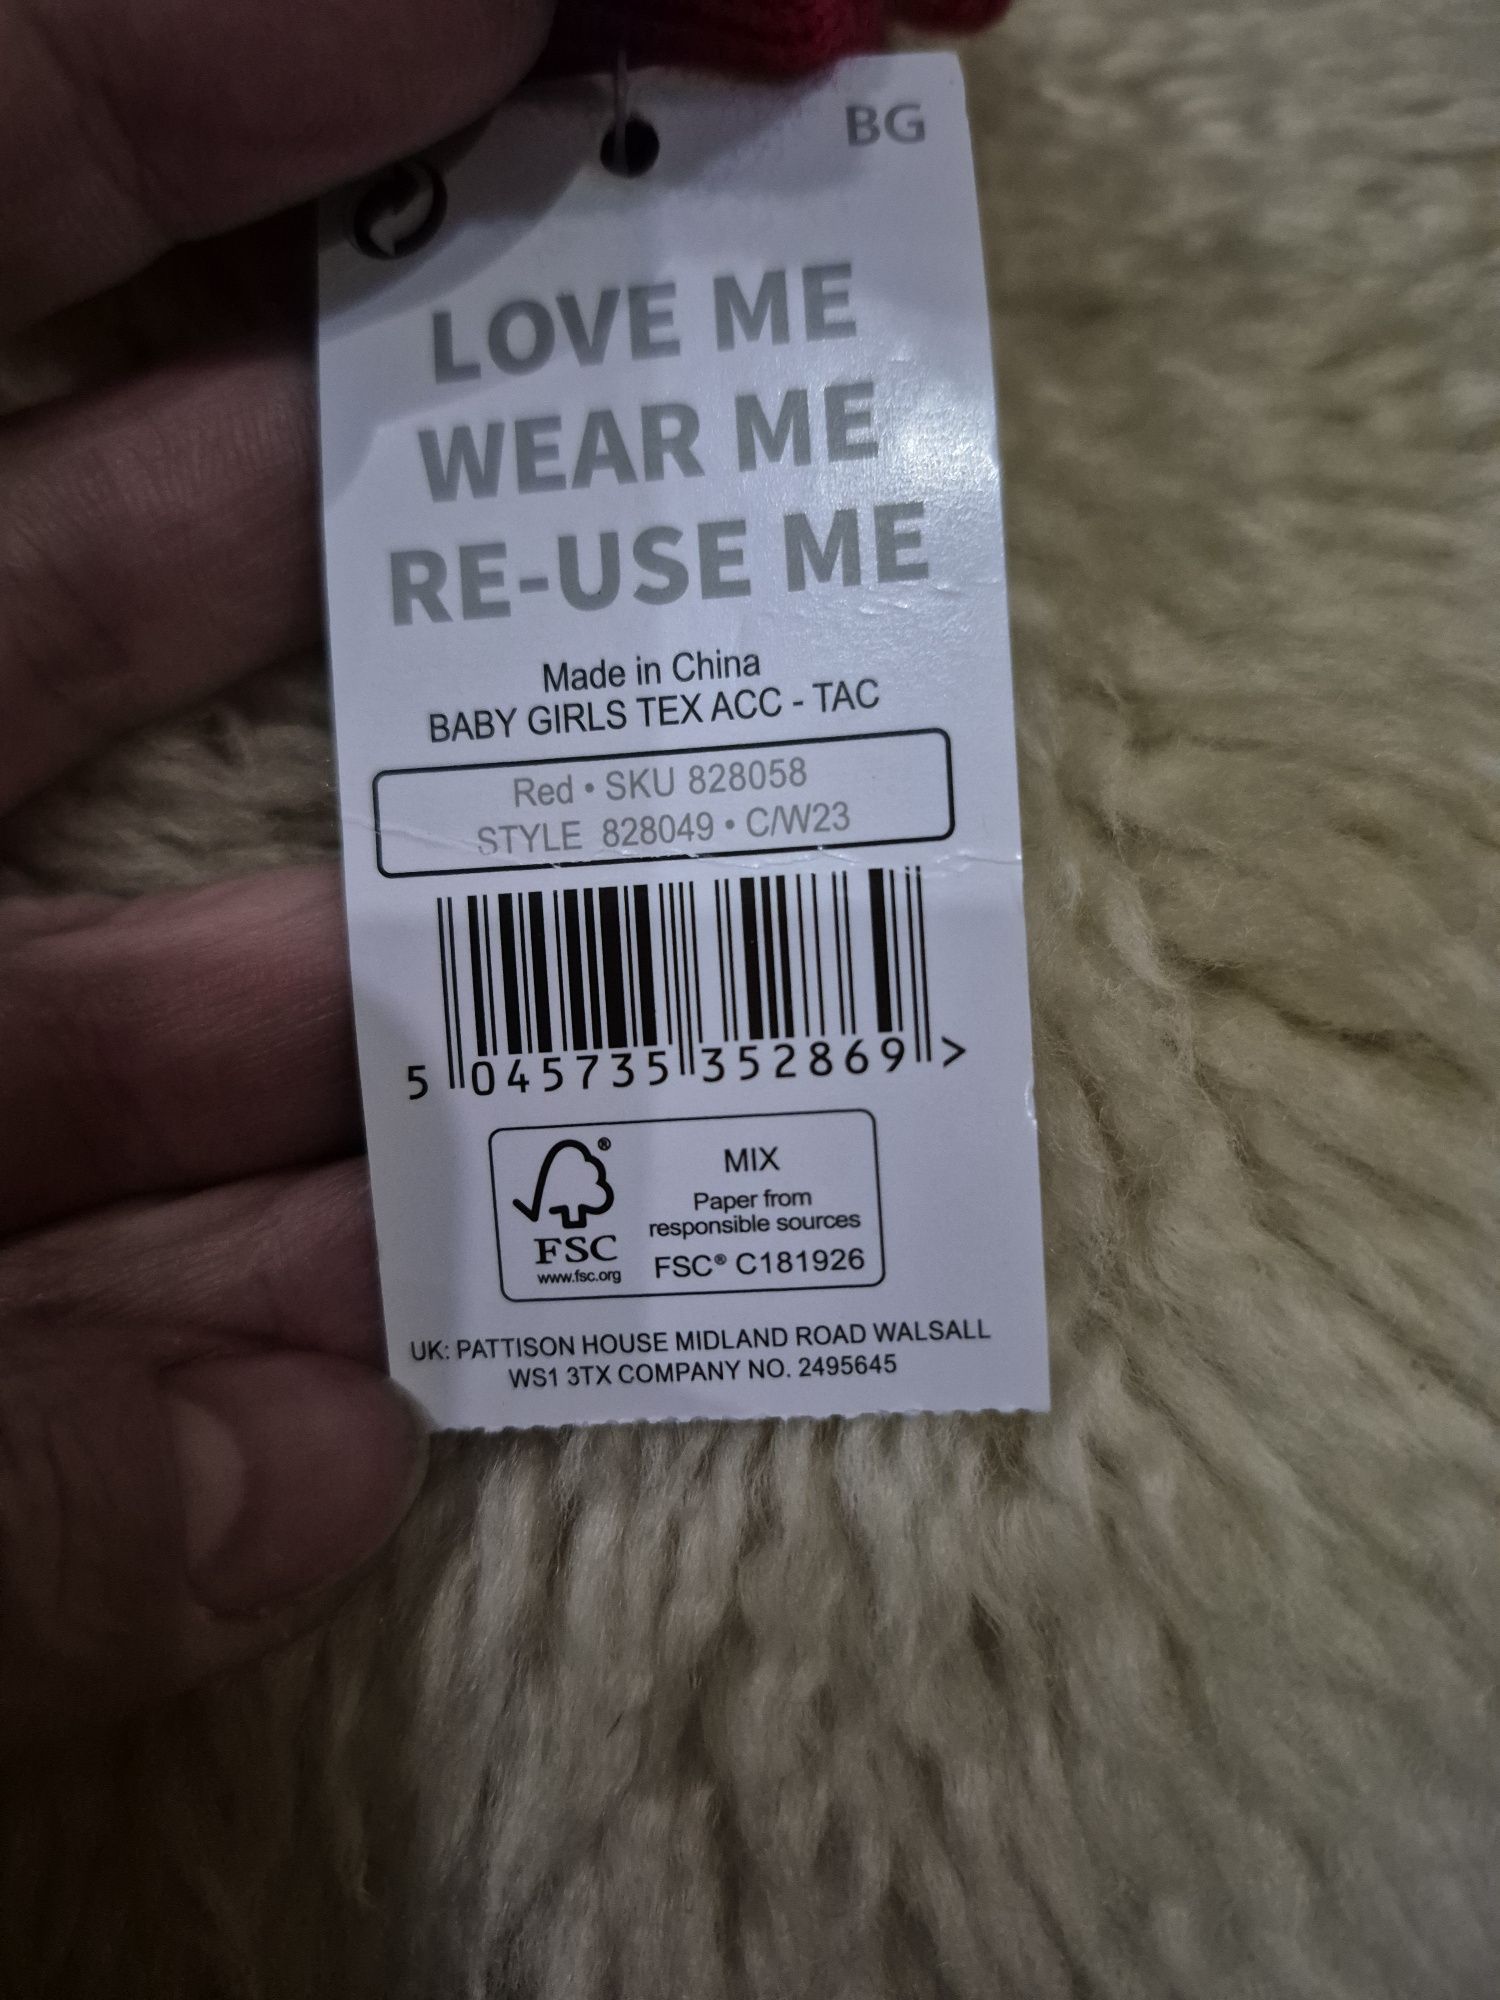 BG
LOVE ME
WEAR ME
RE-USE ME
Made in China
BABY GIRLS TEX ACC - TAC
Red • SKU 828058
STYLE 828049 • C/W23
5 045735 352869 >
FSC®
www.fsc.org
MIX
Paper from
responsible sources
FSC® C181926
UK: PATTISON HOUSE MIDLAND ROAD WALSALL
WS1 3TX COMPANY NO. 2495645